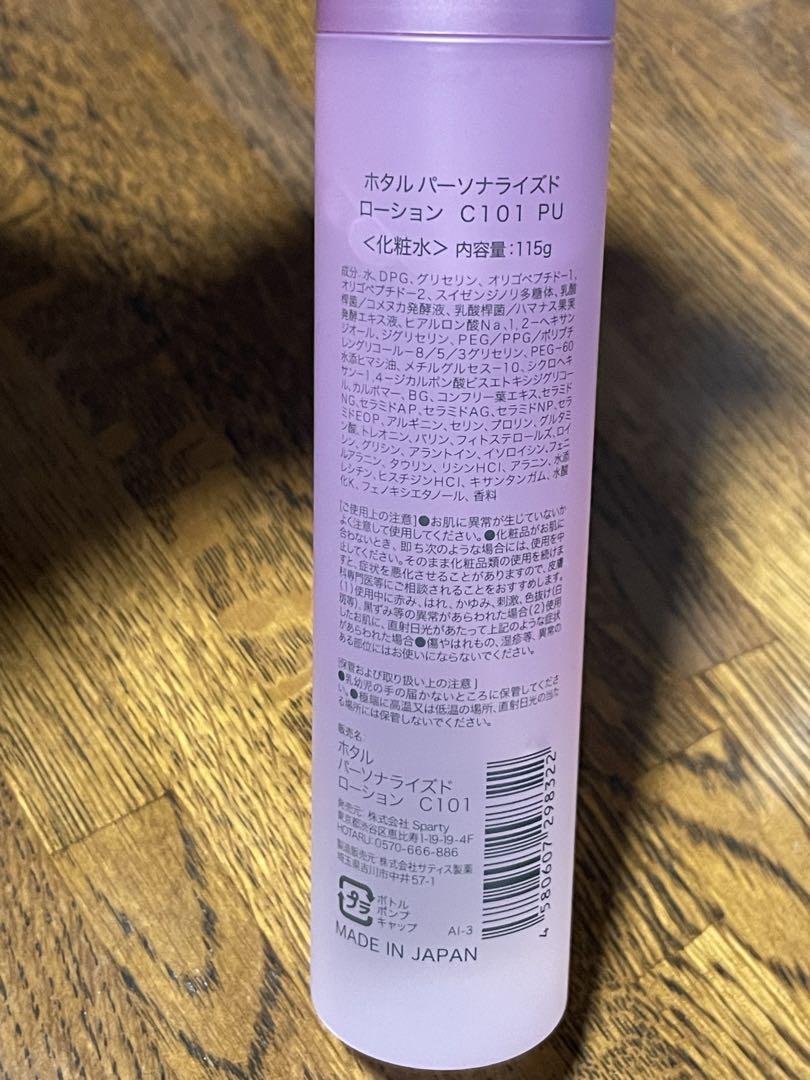 ホタル パーソナライズド
ローション C101 PU
＜化粧水＞ 内容量:115g
成分:水、DPG、グリセリン、オリゴペプチド-1、
オリゴペプチド-2、スイゼンジノリ多糖体、乳酸
桿菌/コメヌカ発酵液、乳酸桿菌/ハマナス果実
発酵エキス液、ヒアルロン酸Na、1,2-ヘキサン
ジオール、ジグリセリン、PEG/PPG/ポリブチ
レングリコール-8/5/3グリセリン、PEG-60
水添ヒマシ油、メチルグルセス-10、シクロヘキ
サン-1,4-ジカルボン酸ビスエトキシジグリコー
ル、カルボマー、BG、コンフリー葉エキス、セラミド
NG、セラミドAP、セラミドAG、セラミドNP、セラ
ミドEOP、アルギニン、セリン、プロリン、グルタミ
ン酸、トレオニン、バリン、フィトステロールズ、ロイ
シン、グリシン、アラントイン、イソロイシン、フェニ
ルアラニン、タウリン、リシンHCl、アラニン、水添
レシチン、ヒスチジンHCl、キサンタンガム、水酸
化K、フェノキシエタノール、香料
[ご使用上の注意]●お肌に異常が生じていないか
よく注意して使用してください。●化粧品がお肌に
合わないとき、即ち次のような場合には、使用を中
止してください。そのまま化粧品類の使用を続けま
すと、症状を悪化させることがありますので、皮膚
科専門医等にご相談されることをおすすめします。
(1)使用中に赤み、はれ、かゆみ、刺激、色抜け(白
斑等)、黒ずみ等の異常があらわれた場合(2)使用
したお肌に、直射日光があたって上記のような症状
があらわれた場合●傷やはれもの、湿疹等、異常の
ある部位にはお使いにならないでください。
[保管および取り扱い上の注意]
●乳幼児の手の届かないところに保管してくださ
い。●極端に高温又は低温の場所、直射日光の当た
る場所には保管しないでください。
販売名:
ホタル
パーソナライズド
ローション C101
発売元: 株式会社 Sparty
東京都渋谷区恵比寿1-19-19-4F
HOTARU:0570-666-886
製造販売元: 株式会社サティス製薬
埼玉県吉川市中井57-1
プラ
ボトル
ポンプ
キャップ
AI-3
MADE IN JAPAN
4 580607 298322